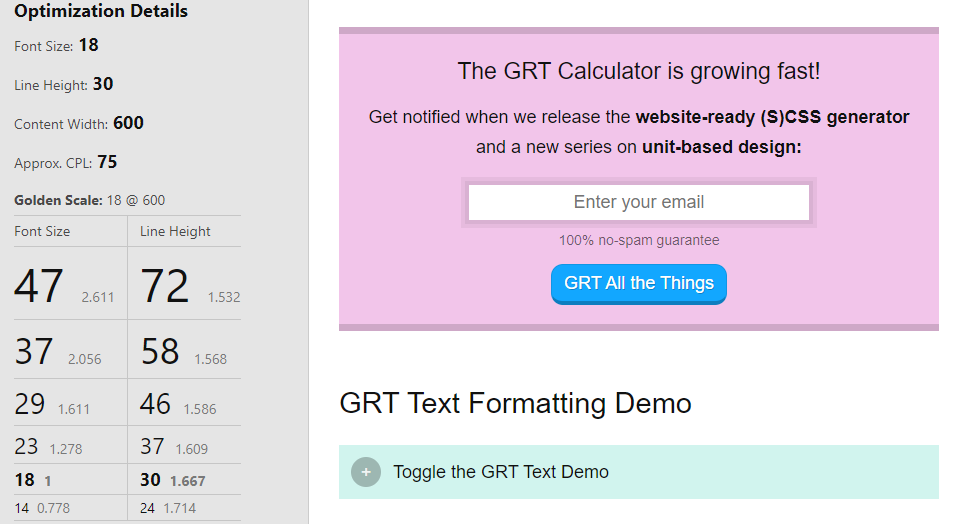 Optimization Details
Font Size: 18
Line Height: 30
Content Width: 600
Approx. CPL: 75
Golden Scale: 18 @ 600
Font Size Line Height
47 2.611 72 1.532
37 2.056 58 1.568
29 1.611 46 1.586
23 1.278 37 1.609
18 1 30 1.667
14 0.778 24 1.714
The GRT Calculator is growing fast!
Get notified when we release the website-ready (S)CSS generator
and a new series on unit-based design:
Enter your email
100% no-spam guarantee
GRT All the Things
GRT Text Formatting Demo
+ Toggle the GRT Text Demo